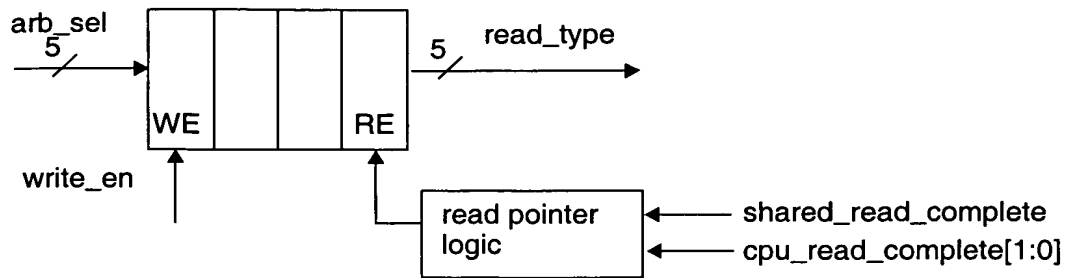 arb_sel
5
5
read_type
WE
RE
write_en
read pointer
logic
shared_read_complete
cpu_read_complete[1:0]